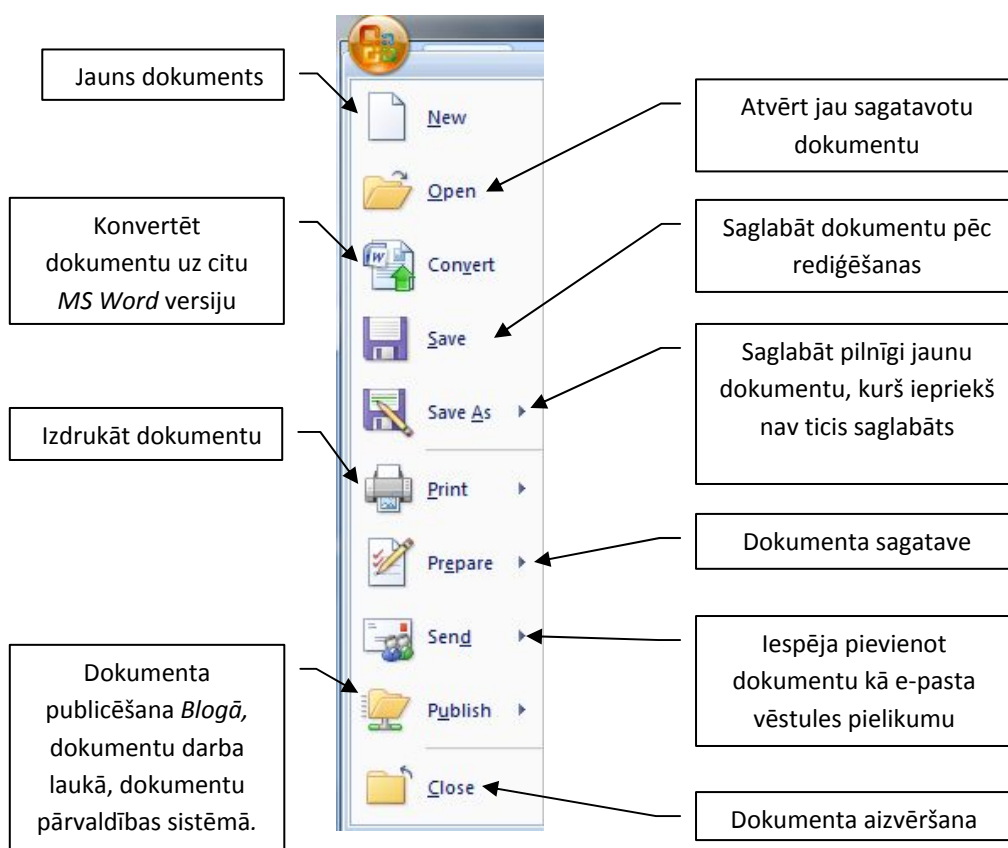 Jauns dokuments
Konvertēt
dokumentu uz citu
MS Word versiju
Izdrukāt dokumentu
Dokumenta
publicēšana Blogā,
dokumentu darba
laukā, dokumentu
pārvaldības sistēmā.
New
Open
Convert
Save
Save As
Print
Prepare
Send
Publish
Close
Atvērt jau sagatavotu
dokumentu
Saglabāt dokumentu pēc
rediģēšanas
Saglabāt pilnīgi jaunu
dokumentu, kurš iepriekš
nav ticis saglabāts
Dokumenta sagatave
Iespēja pievienot
dokumentu kā e-pasta
vēstules pielikumu
Dokumenta aizvēršana